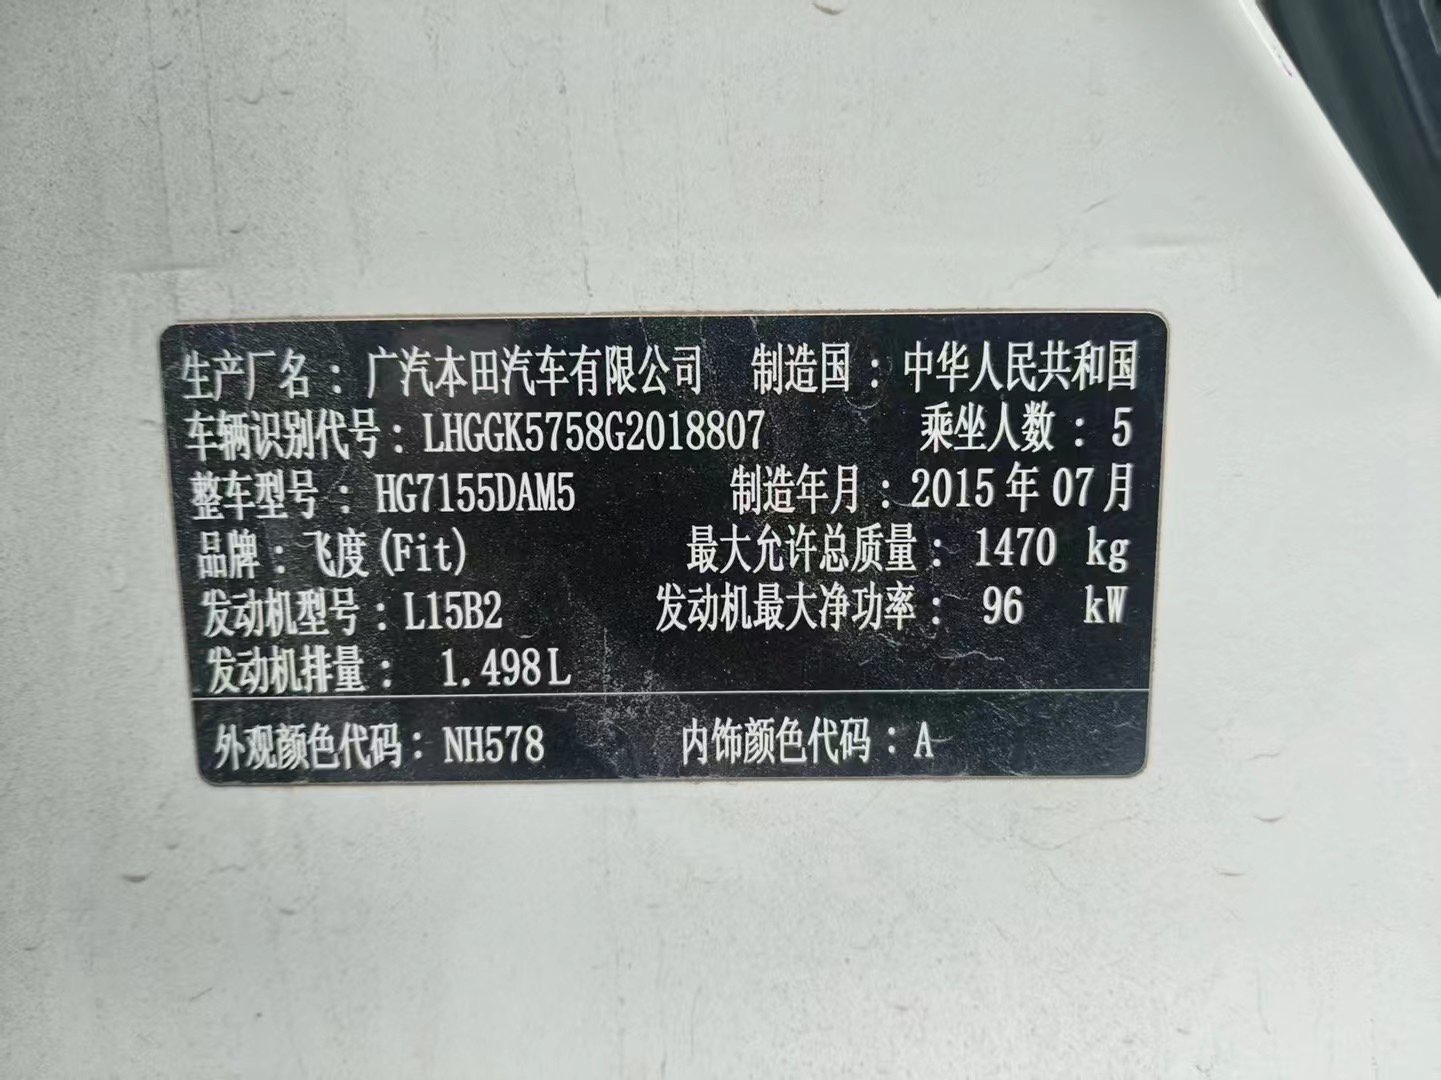 生产厂名：广汽本田汽车有限公司 制造国：中华人民共和国
车辆识别代号：LHGGK5758G2018807 乘坐人数：5
整车型号：HG7155DAM5 制造年月：2015年07月
品牌：飞度(Fit) 最大允许总质量：1470 kg
发动机型号：L15B2 发动机最大净功率：96 kW
发动机排量：1.498L
外观颜色代码：NH578 内饰颜色代码：A